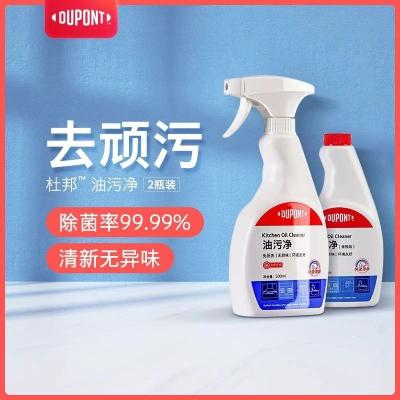 DUPONT
去顽污
杜邦™ 油污净 2瓶装
除菌率99.99%
清新无异味
DUPONT
Kitchen Oil Cleaner
油污净
500ml
DUPONT
Oil Cleaner
净